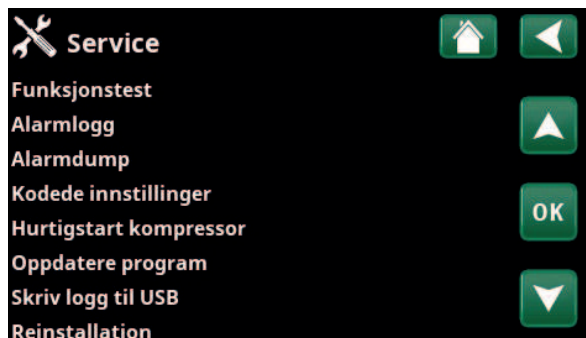 Service
Funksjonstest
Alarmlogg
Alarmdump
Kodede innstillinger
OK
Hurtigstart kompressor
Oppdatere program
Skriv logg til USB
Reinstallation